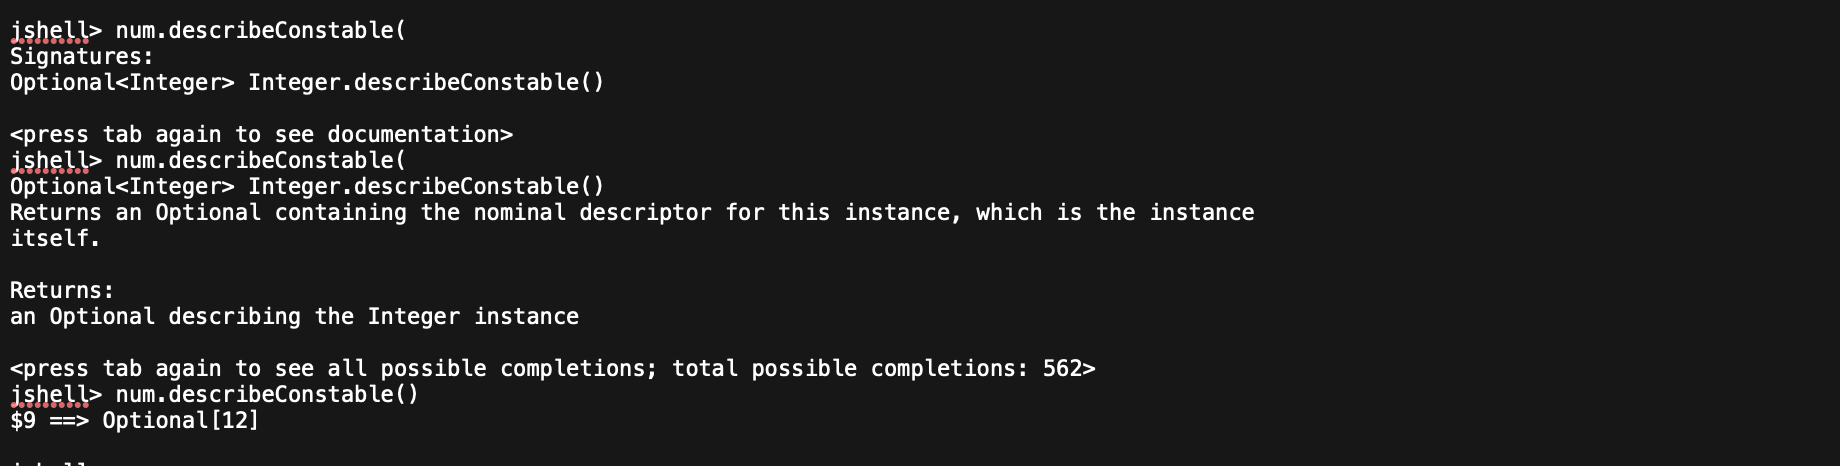 jshell> num.describeConstable(
Signatures:
Optional<Integer> Integer.describeConstable()
<press tab again to see documentation>
jshell> num.describeConstable(
Optional<Integer> Integer.describeConstable()
Returns an Optional containing the nominal descriptor for this instance, which is the instance
itself.
Returns:
an Optional describing the Integer instance
<press tab again to see all possible completions; total possible completions: 562>
jshell> num.describeConstable()
$9 ==> Optional[12]